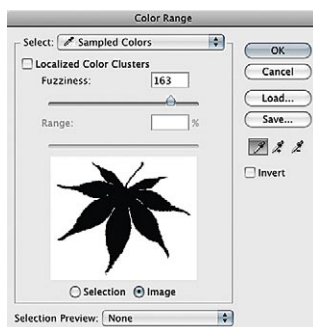 Color Range
Select: Sampled Colors
OK
Localized Color Clusters
Cancel
Fuzziness: 163
Load...
Range: %
Save...
Invert
Selection Image
Selection Preview: None